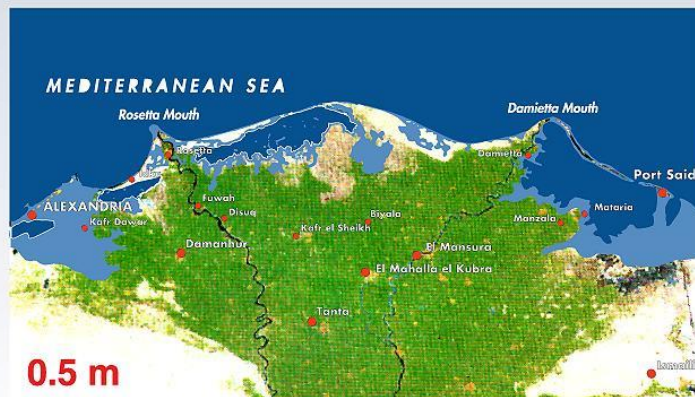 MEDITERRANEAN SEA
Rosetta Mouth
Damietta Mouth
Rosetta
Damietta
Port Said
ALEXANDRIA
Fuwah
Disuq
Kafr Dawar
Kafr el Sheikh
Biyala
Manzala
Mataria
Damanhur
El Mansura
El Mahalla el Kubra
Tanta
0.5 m